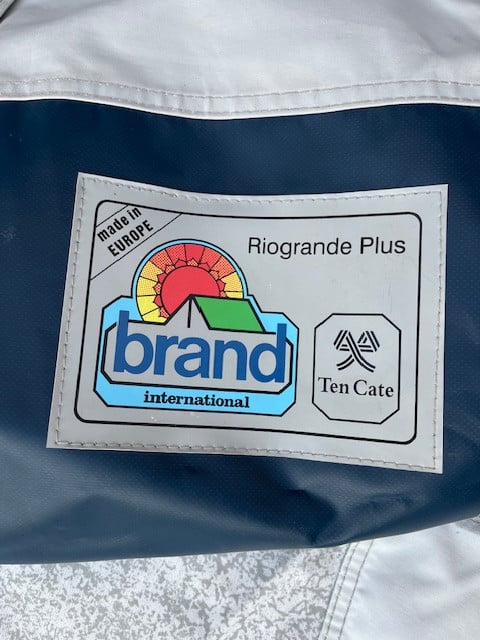 made in
EUROPE
Riogrande Plus
brand
international
Ten Cate